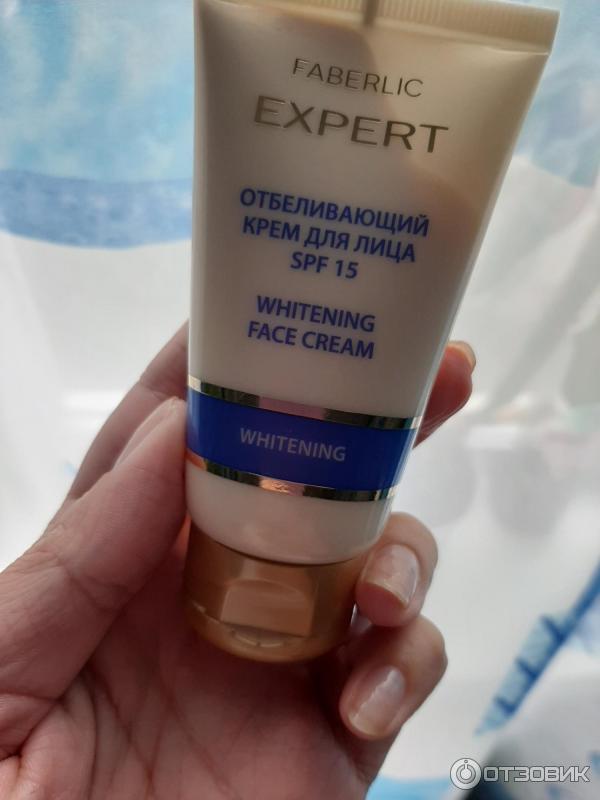 FABERLIC
EXPERT
ОТБЕЛИВАЮЩИЙ
КРЕМ ДЛЯ ЛИЦА
SPF 15
WHITENING
FACE CREAM
WHITENING
ОТЗОВИК